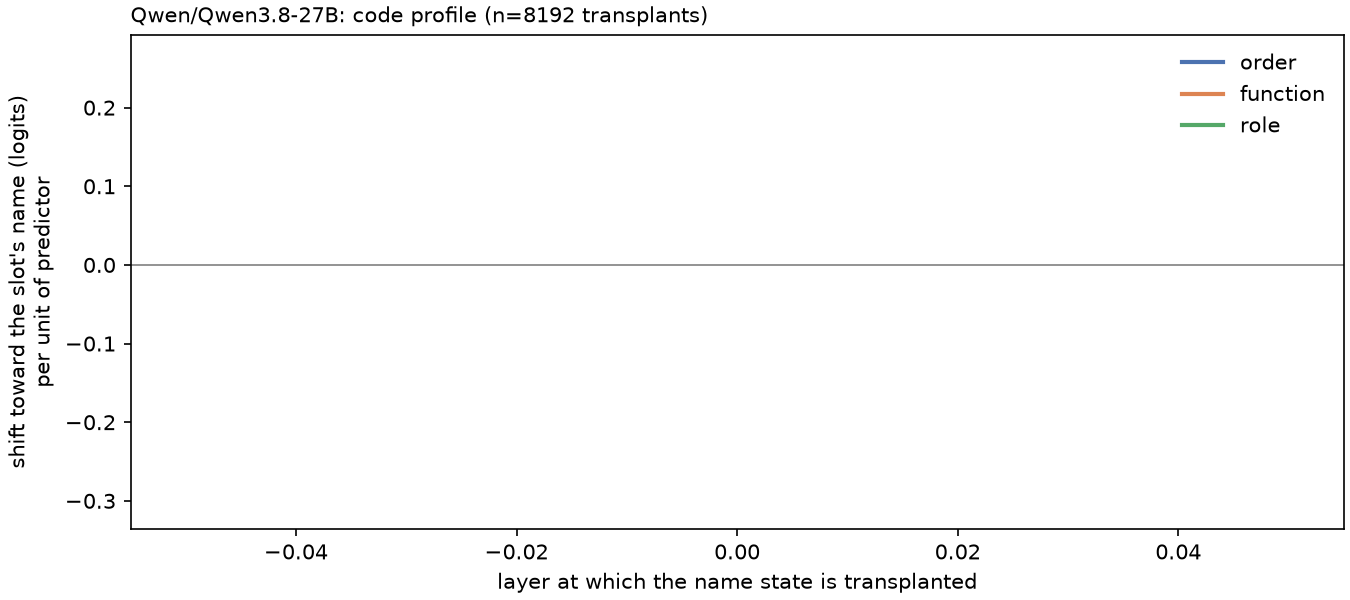 Qwen/Qwen3.8-27B: code profile (n=8192 transplants)
order
function
role
shift toward the slot's name (logits)
per unit of predictor
0.2
0.1
0.0
−0.1
−0.2
−0.3
−0.04
−0.02
0.00
0.02
0.04
layer at which the name state is transplanted